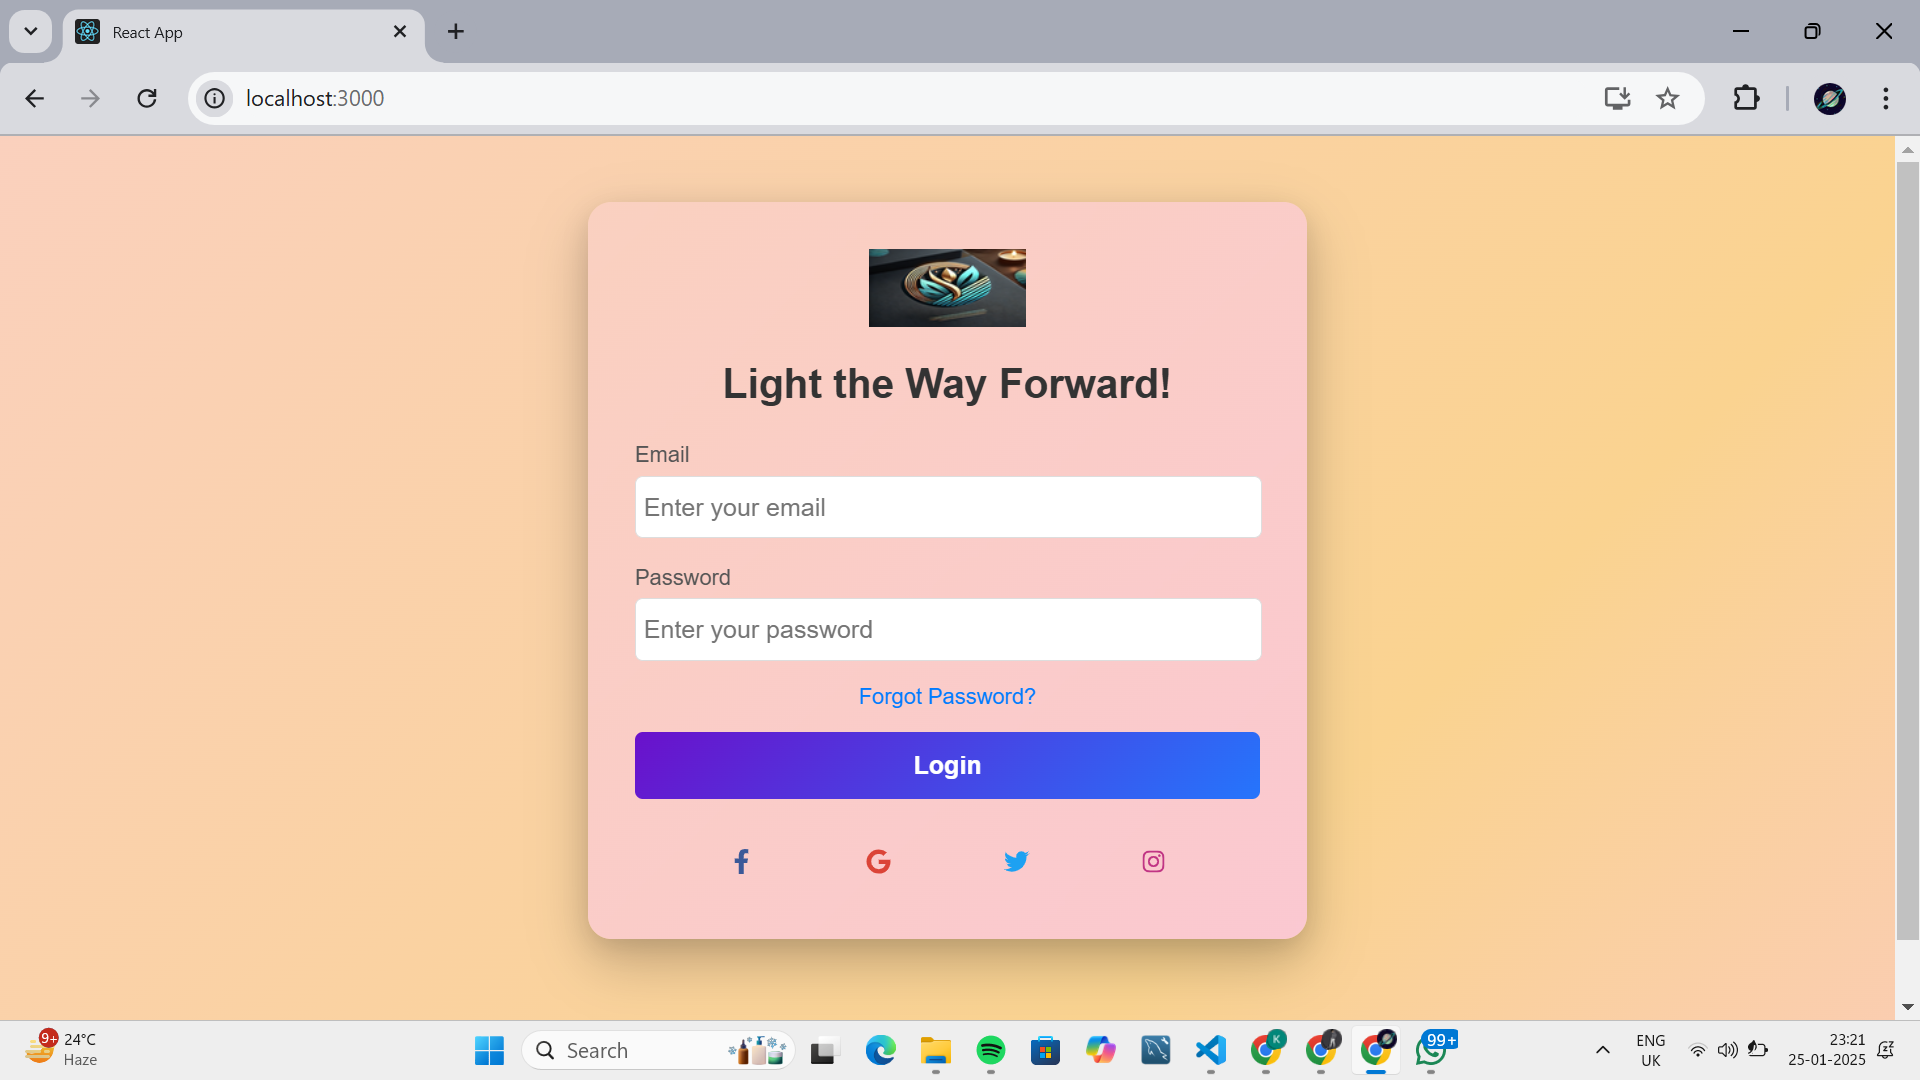 React App
localhost:3000
Light the Way Forward!
Email
Enter your email
Password
Enter your password
Forgot Password?
Login
9+
24°C
Haze
Search
K
99+
ENG
UK
23:21
25-01-2025